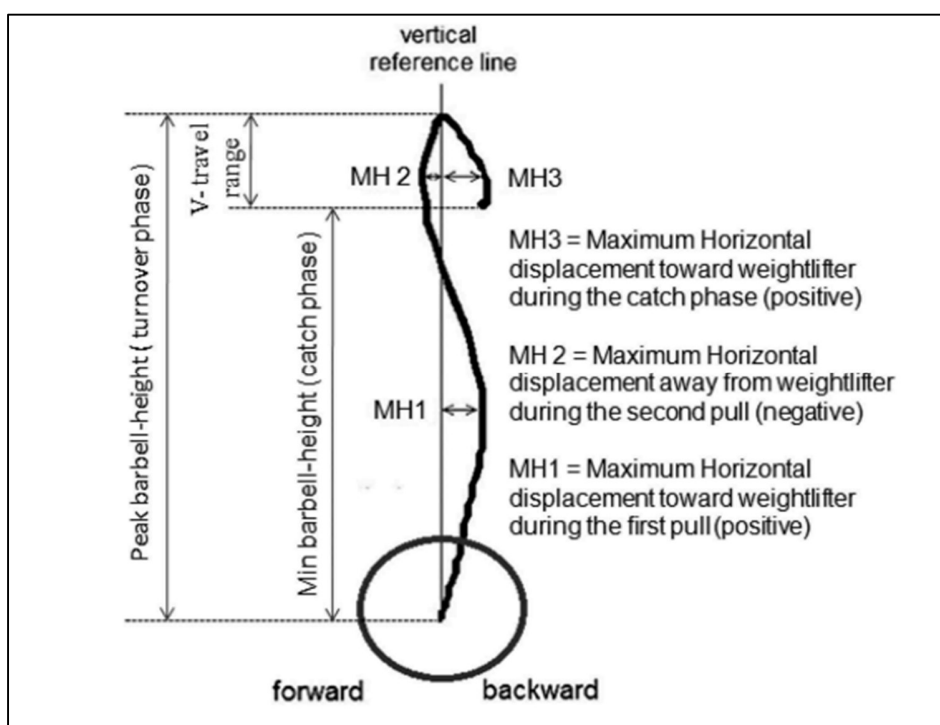 vertical
reference line
Peak barbell-height ( turnover phase)
V- travel
range
Min barbell-height (catch phase)
MH 2
MH3
MH3 = Maximum Horizontal
displacement toward weightlifter
during the catch phase (positive)
MH 2 = Maximum Horizontal
displacement away from weightlifter
during the second pull (negative)
MH1
MH1 = Maximum Horizontal
displacement toward weightlifter
during the first pull (positive)
forward
backward